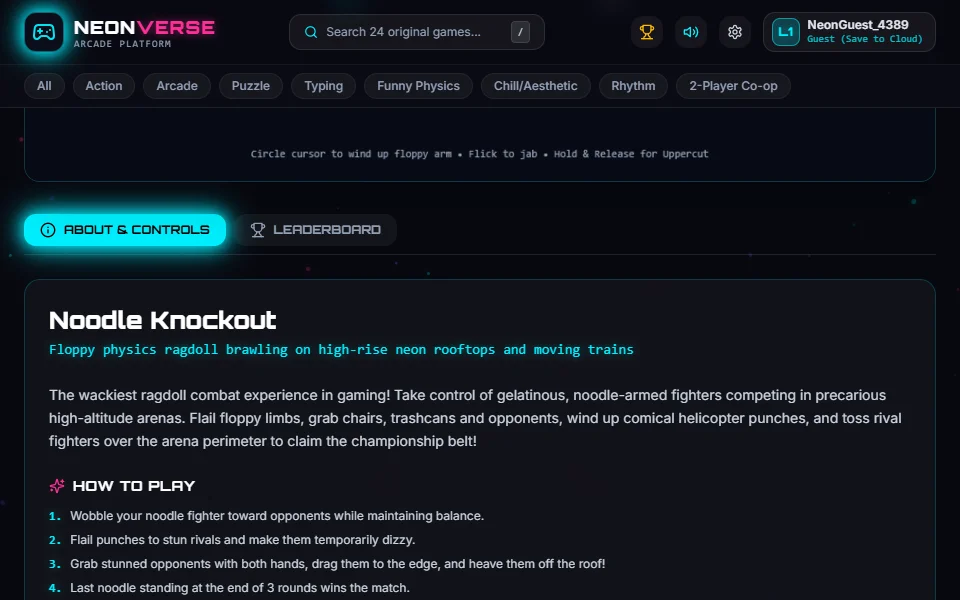 NEONVERSE
ARCADE PLATFORM
Search 24 original games...
/
L1
NeonGuest_4389
Guest (Save to Cloud)
All
Action
Arcade
Puzzle
Typing
Funny Physics
Chill/Aesthetic
Rhythm
2-Player Co-op
Circle cursor to wind up floppy arm • Flick to jab • Hold & Release for Uppercut
ABOUT & CONTROLS
LEADERBOARD
Noodle Knockout
Floppy physics ragdoll brawling on high-rise neon rooftops and moving trains
The wackiest ragdoll combat experience in gaming! Take control of gelatinous, noodle-armed fighters competing in precarious
high-altitude arenas. Flail floppy limbs, grab chairs, trashcans and opponents, wind up comical helicopter punches, and toss rival
fighters over the arena perimeter to claim the championship belt!
HOW TO PLAY
1. Wobble your noodle fighter toward opponents while maintaining balance.
2. Flail punches to stun rivals and make them temporarily dizzy.
3. Grab stunned opponents with both hands, drag them to the edge, and heave them off the roof!
4. Last noodle standing at the end of 3 rounds wins the match.